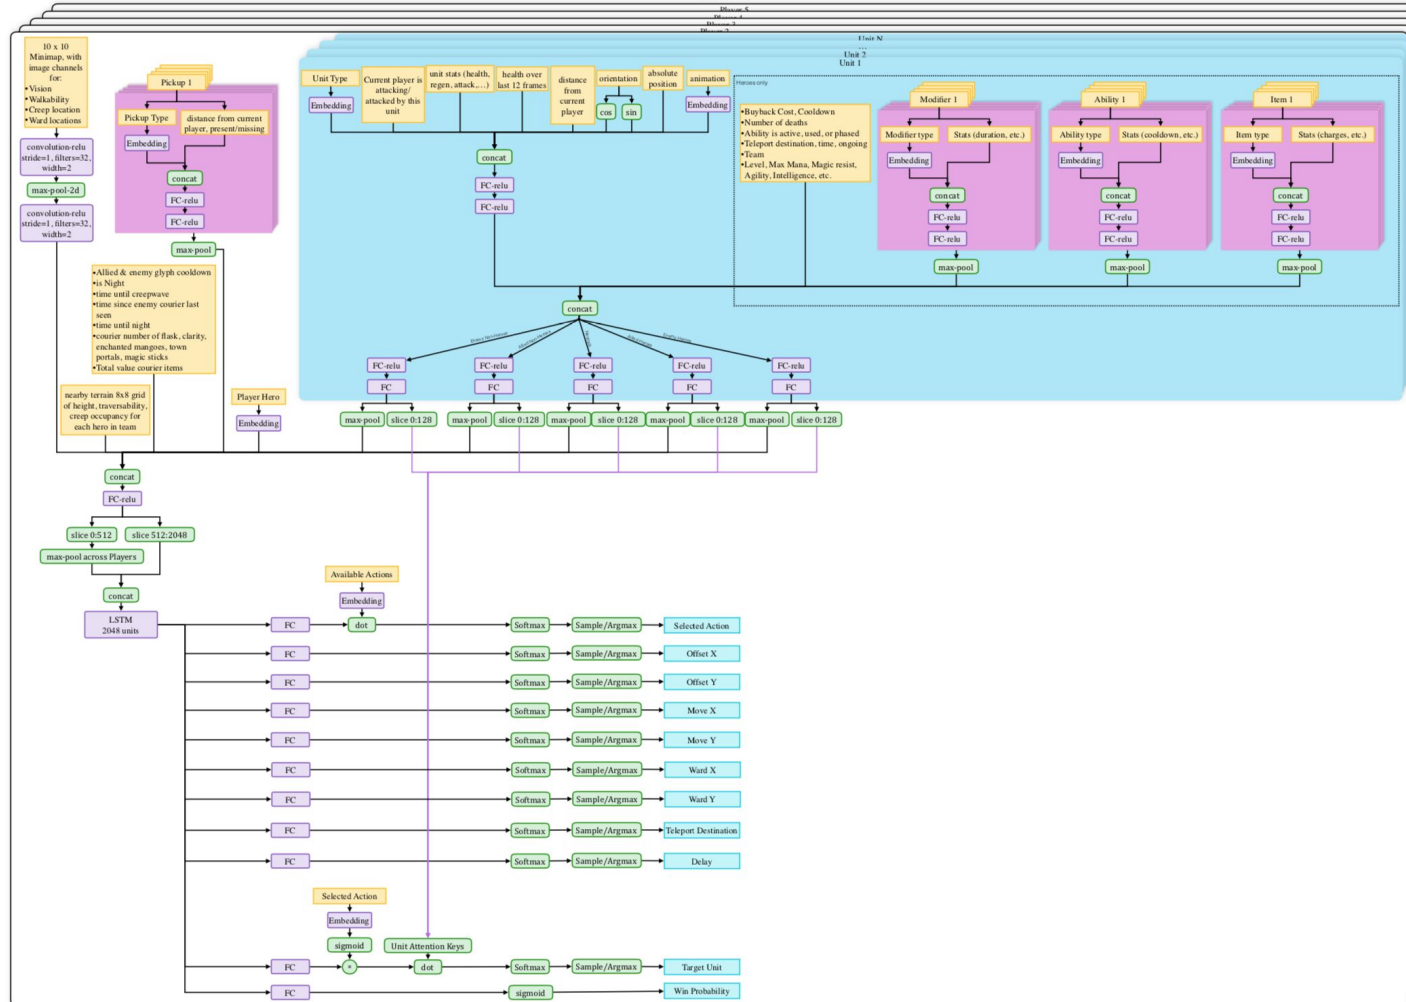 Player 5
Player 4
Player 3
Player 2
Unit N
Unit 2
Unit 1
10 x 10
Minimap, with
image channels
for:
•Vision
•Walkability
•Creep location
•Ward locations
convolution-relu
stride=1, filters=32,
width=2
max-pool-2d
convolution-relu
stride=1, filters=32,
width=2
Pickup 1
Pickup Type
distance from current
player, present/missing
Embedding
concat
FC-relu
FC-relu
max-pool
•Allied & enemy glyph cooldown
•is Night
•time until creepwave
•time since enemy courier last
seen
•time until night
•courier number of flask, clarity,
enchanted mangoes, town
portals, magic sticks
•Total value courier items
nearby terrain 8x8 grid
of height, traversability,
creep occupancy for
each hero in team
Player Hero
Embedding
Unit Type
Embedding
Current player is
attacking/
attacked by this
unit
unit stats (health,
regen, attack,…)
health over
last 12 frames
distance
from
current
player
orientation
cos
sin
absolute
position
animation
Embedding
concat
FC-relu
FC-relu
Heroes only
•Buyback Cost, Cooldown
•Number of deaths
•Ability is active, used, or phased
•Teleport destination, time, ongoing
•Team
•Level, Max Mana, Magic resist,
Agility, Intelligence, etc.
Modifier 1
Modifier type
Stats (duration, etc.)
Embedding
concat
FC-relu
FC-relu
max-pool
Ability 1
Ability type
Stats (cooldown, etc.)
Embedding
concat
FC-relu
FC-relu
max-pool
Item 1
Item type
Stats (charges, etc.)
Embedding
concat
FC-relu
FC-relu
max-pool
concat
FC-relu
FC-relu
FC-relu
FC-relu
FC-relu
FC
FC
FC
FC
FC
max-pool
slice 0:128
max-pool
slice 0:128
max-pool
slice 0:128
max-pool
slice 0:128
max-pool
slice 0:128
concat
FC-relu
slice 0:512
slice 512:2048
max-pool across Players
concat
LSTM
2048 units
Available Actions
Embedding
FC
dot
Softmax
Sample/Argmax
Selected Action
FC
Softmax
Sample/Argmax
Offset X
FC
Softmax
Sample/Argmax
Offset Y
FC
Softmax
Sample/Argmax
Move X
FC
Softmax
Sample/Argmax
Move Y
FC
Softmax
Sample/Argmax
Ward X
FC
Softmax
Sample/Argmax
Ward Y
FC
Softmax
Sample/Argmax
Teleport Destination
FC
Softmax
Sample/Argmax
Delay
Selected Action
Embedding
sigmoid
Unit Attention Keys
FC
*
dot
Softmax
Sample/Argmax
Target Unit
FC
sigmoid
Win Probability